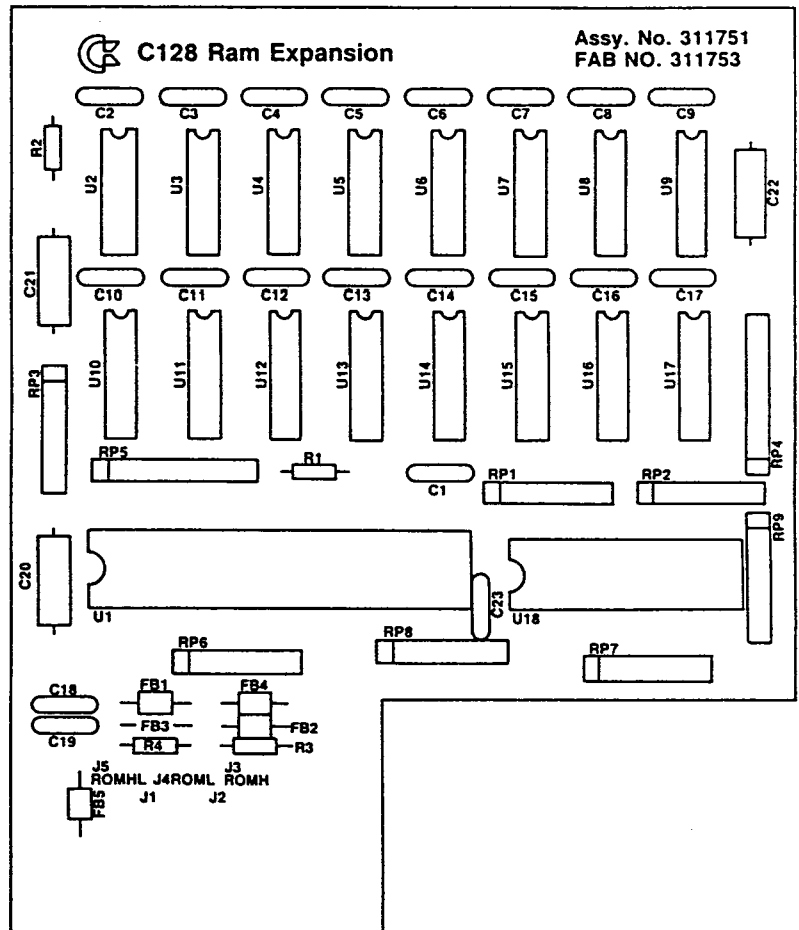 C128 Ram Expansion
Assy. No. 311751
FAB NO. 311753
C2 C3 C4 C5 C6 C7 C8 C9
R2
U2 U3 U4 U5 U6 U7 U8 U9
C22
C21
C10 C11 C12 C13 C14 C15 C16 C17
RP3
U10 U11 U12 U13 U14 U15 U16 U17
RP4
RP5
R1
C1
RP1
RP2
RP9
C20
U1
C23
U18
RP6
RP8
RP7
C18
FB1
FB4
C19
FB3
FB2
R4
R3
J5
J3
ROMHL J4ROML ROMH
J1
J2
FB5